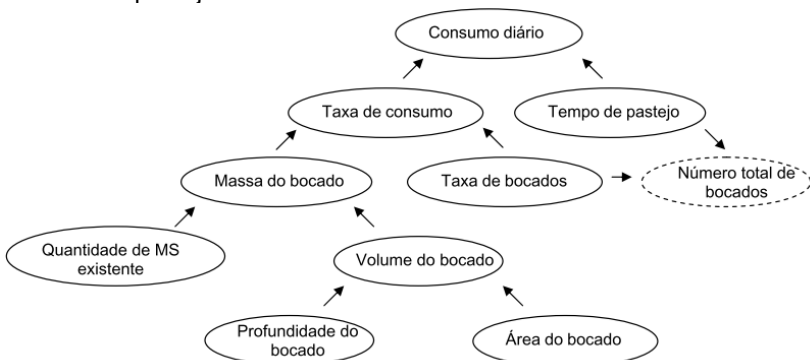 Consumo diário
Taxa de consumo
Tempo de pastejo
Massa do bocado
Taxa de bocados
Número total de
bocados
Quantidade de MS
existente
Volume do bocado
Profundidade do
bocado
Área do bocado